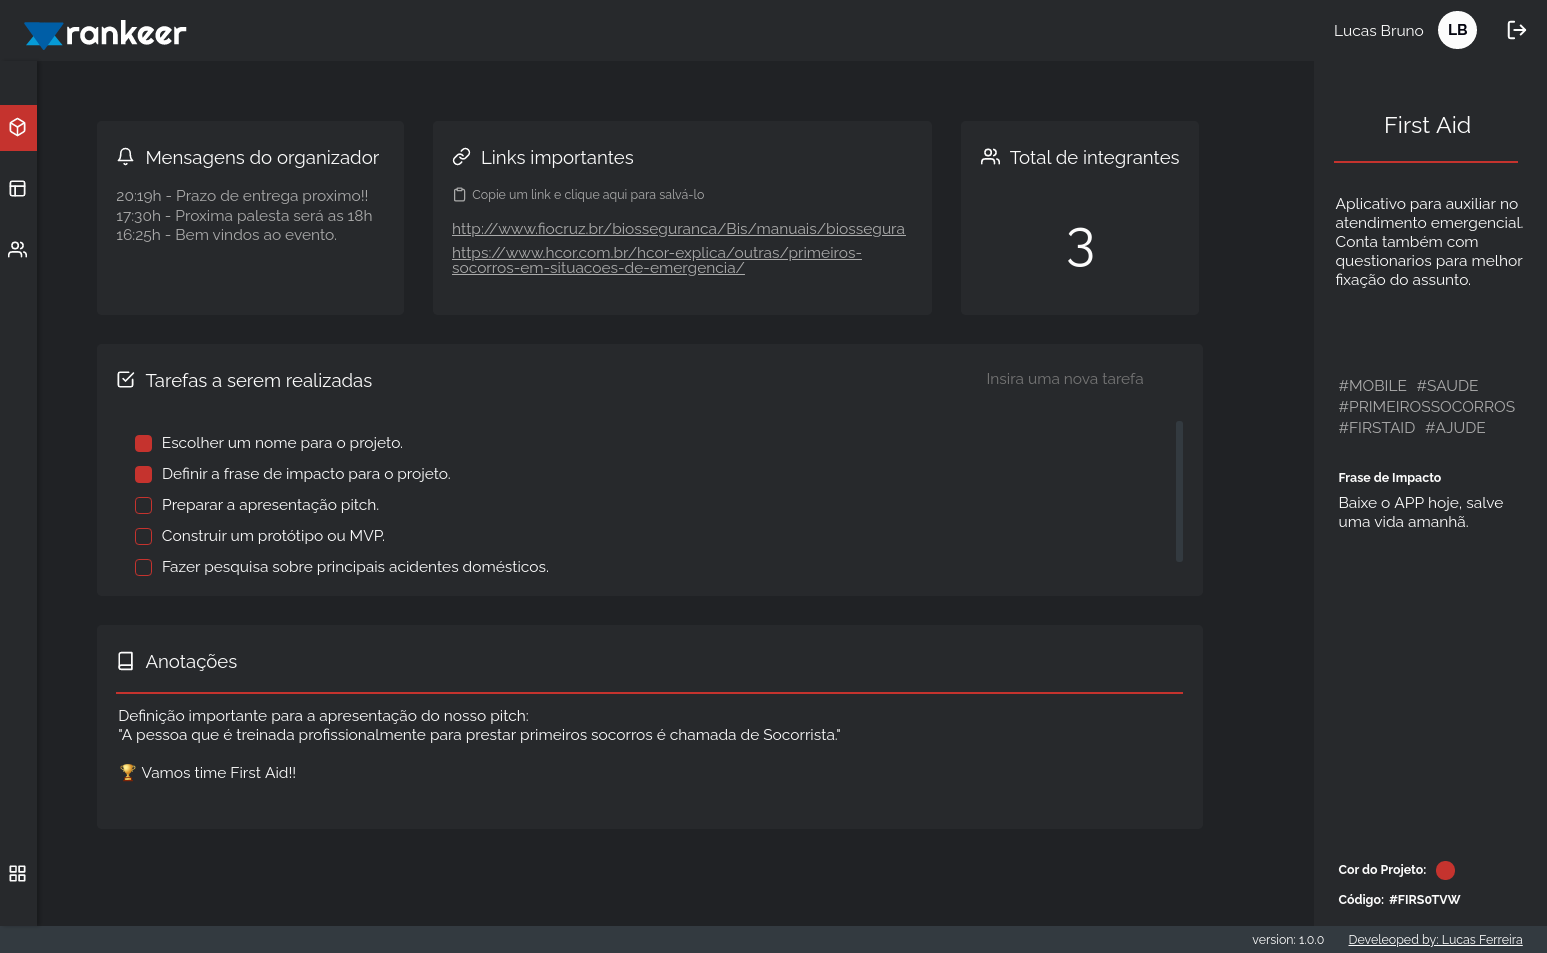 rankeer
Lucas Bruno
LB
Mensagens do organizador
20:19h - Prazo de entrega proximo!!
17:30h - Proxima palesta será as 18h
16:25h - Bem vindos ao evento.
Links importantes
Copie um link e clique aqui para salvá-lo
http://www.fiocruz.br/biosseguranca/Bis/manuais/biossegura
https://www.hcor.com.br/hcor-explica/outras/primeiros-
socorros-em-situacoes-de-emergencia/
Total de integrantes
3
Tarefas a serem realizadas
Insira uma nova tarefa
Escolher um nome para o projeto.
Definir a frase de impacto para o projeto.
Preparar a apresentação pitch.
Construir um protótipo ou MVP.
Fazer pesquisa sobre principais acidentes domésticos.
Anotações
Definição importante para a apresentação do nosso pitch:
"A pessoa que é treinada profissionalmente para prestar primeiros socorros é chamada de Socorrista."
🏆 Vamos time First Aid!!
First Aid
Aplicativo para auxiliar no
atendimento emergencial.
Conta também com
questionarios para melhor
fixação do assunto.
#MOBILE #SAUDE
#PRIMEIROSSOCORROS
#FIRSTAID #AJUDE
Frase de Impacto
Baixe o APP hoje, salve
uma vida amanhã.
Cor do Projeto:
Código: #FIRS0TVW
version: 1.0.0
Develeoped by: Lucas Ferreira